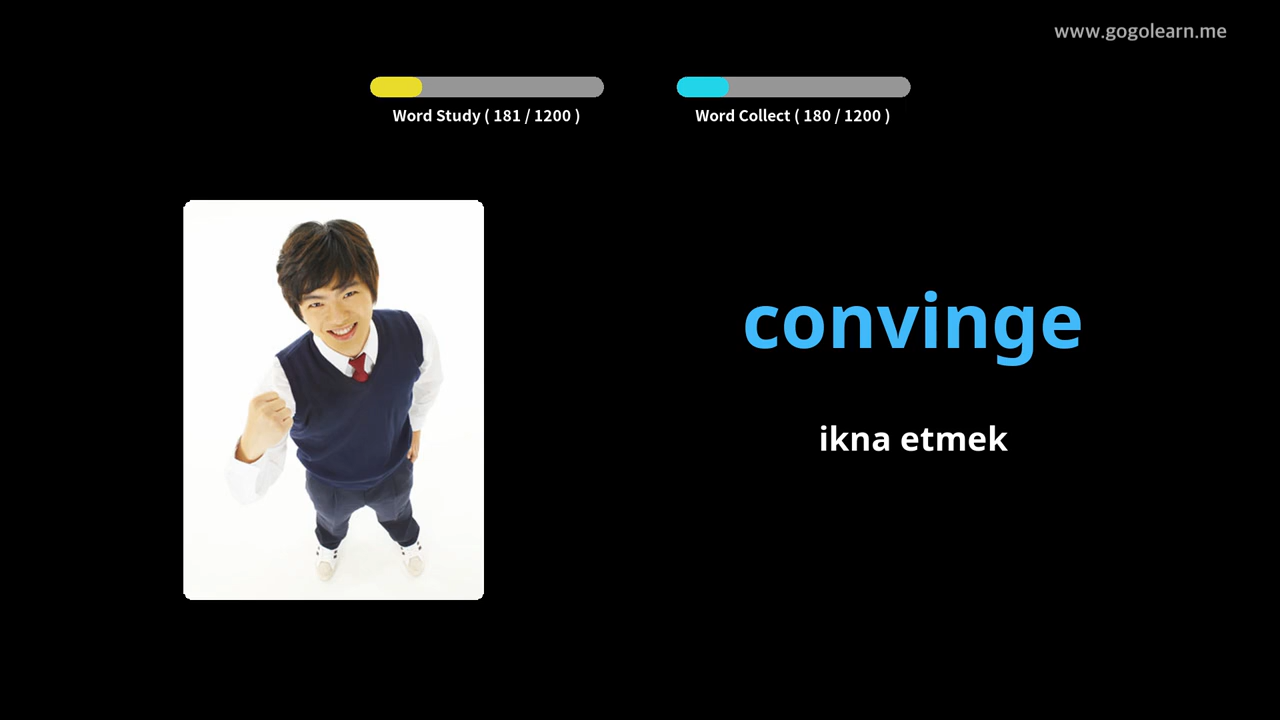 www.gogolearn.me
Word Study ( 181 / 1200 )
Word Collect ( 180 / 1200 )
convinge
ikna etmek